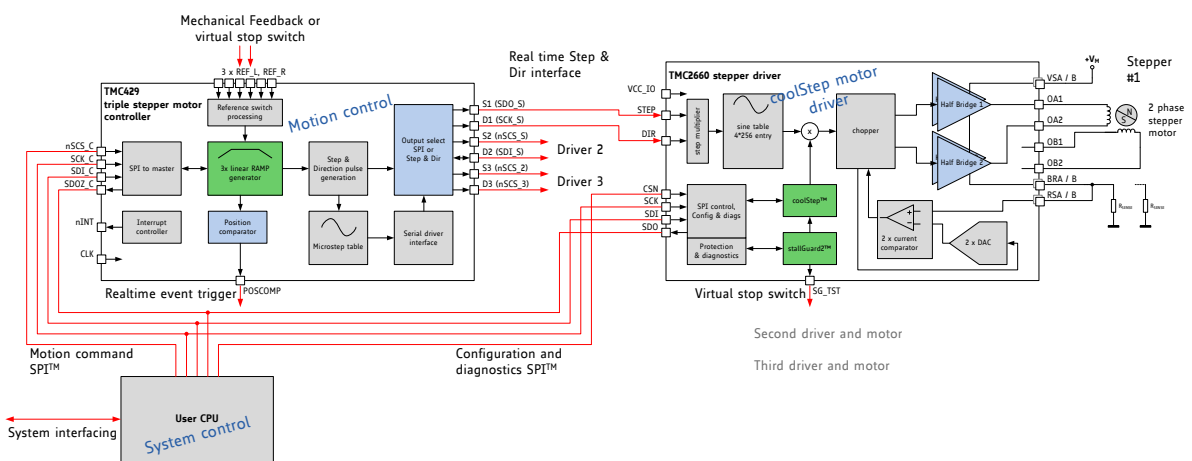 Mechanical Feedback or
virtual stop switch
3 x REF_L, REF_R
TMC429
triple stepper motor
controller
Reference switch
processing
Motion control
nSCS_C
SCK_C
SDI_C
SDOZ_C
SPI to master
3x linear RAMP
generator
Step &
Direction pulse
generation
Output select
SPI or
Step & Dir
nINT
Interrupt
controller
Position
comparator
Microstep table
Serial driver
interface
CLK
Realtime event trigger
POSCOMP
S1 (SDO_S)
D1 (SCK_S)
S2 (nSCS_S)
D2 (SDI_S)
S3 (nSCS_2)
D3 (nSCS_3)
Driver 2
Driver 3
Real time Step &
Dir interface
TMC2660 stepper driver
VCC_IO
STEP
DIR
step multiplier
sine table
4*256 entry
x
coolStep motor
driver
chopper
Half Bridge 1
Half Bridge 2
+VM
VSA / B
OA1
OA2
OB1
OB2
BRA / B
RSA / B
Stepper
#1
N
S
2 phase
stepper
motor
RSENSE
RSENSE
CSN
SCK
SDI
SDO
SPI control,
Config & diags
Protection
& diagnostics
coolStep™
stallGuard2™
2 x current
comparator
2 x DAC
Virtual stop switch
SG_TST
Second driver and motor
Third driver and motor
Motion command
SPI™
Configuration and
diagnostics SPI™
User CPU
System control
System interfacing